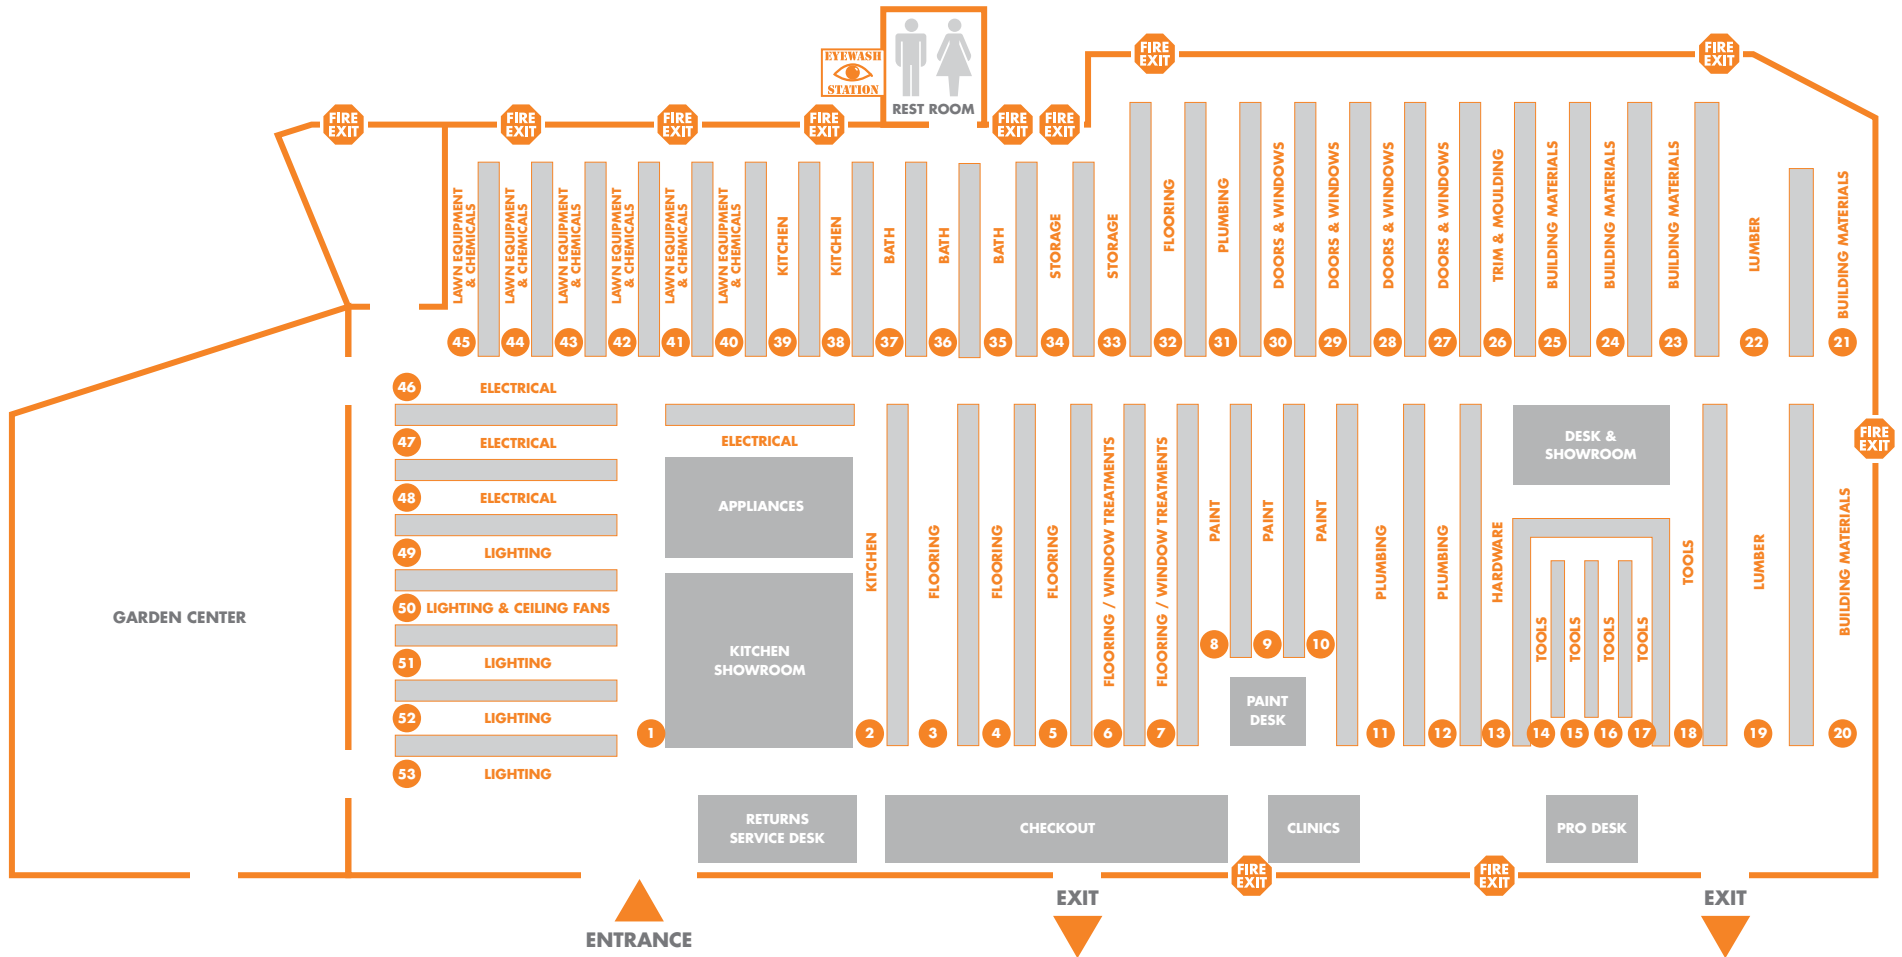 EYEWASH
STATION
REST ROOM
FIRE
EXIT
FIRE
EXIT
FIRE
EXIT
FIRE
EXIT
FIRE
EXIT
FIRE
EXIT
FIRE
EXIT
FIRE
EXIT
LAWN EQUIPMENT
& CHEMICALS
45
LAWN EQUIPMENT
& CHEMICALS
44
LAWN EQUIPMENT
& CHEMICALS
43
LAWN EQUIPMENT
& CHEMICALS
42
LAWN EQUIPMENT
& CHEMICALS
41
LAWN EQUIPMENT
& CHEMICALS
40
KITCHEN
39
KITCHEN
38
BATH
37
BATH
36
BATH
35
STORAGE
34
STORAGE
33
FLOORING
32
PLUMBING
31
DOORS & WINDOWS
30
DOORS & WINDOWS
29
DOORS & WINDOWS
28
DOORS & WINDOWS
27
TRIM & MOULDING
26
BUILDING MATERIALS
25
BUILDING MATERIALS
24
BUILDING MATERIALS
23
LUMBER
22
BUILDING MATERIALS
21
46 ELECTRICAL
47 ELECTRICAL
48 ELECTRICAL
49 LIGHTING
50 LIGHTING & CEILING FANS
51 LIGHTING
52 LIGHTING
53 LIGHTING
GARDEN CENTER
ELECTRICAL
APPLIANCES
KITCHEN
SHOWROOM
1
KITCHEN
2
FLOORING
3
FLOORING
4
FLOORING
5
FLOORING / WINDOW TREATMENTS
6
FLOORING / WINDOW TREATMENTS
7
PAINT
8
PAINT
9
PAINT
10
PAINT
DESK
PLUMBING
11
PLUMBING
12
HARDWARE
13
DESK &
SHOWROOM
TOOLS
14
TOOLS
15
TOOLS
16
TOOLS
17
TOOLS
18
LUMBER
19
BUILDING MATERIALS
20
FIRE
EXIT
RETURNS
SERVICE DESK
CHECKOUT
CLINICS
PRO DESK
FIRE
EXIT
FIRE
EXIT
ENTRANCE
EXIT
EXIT